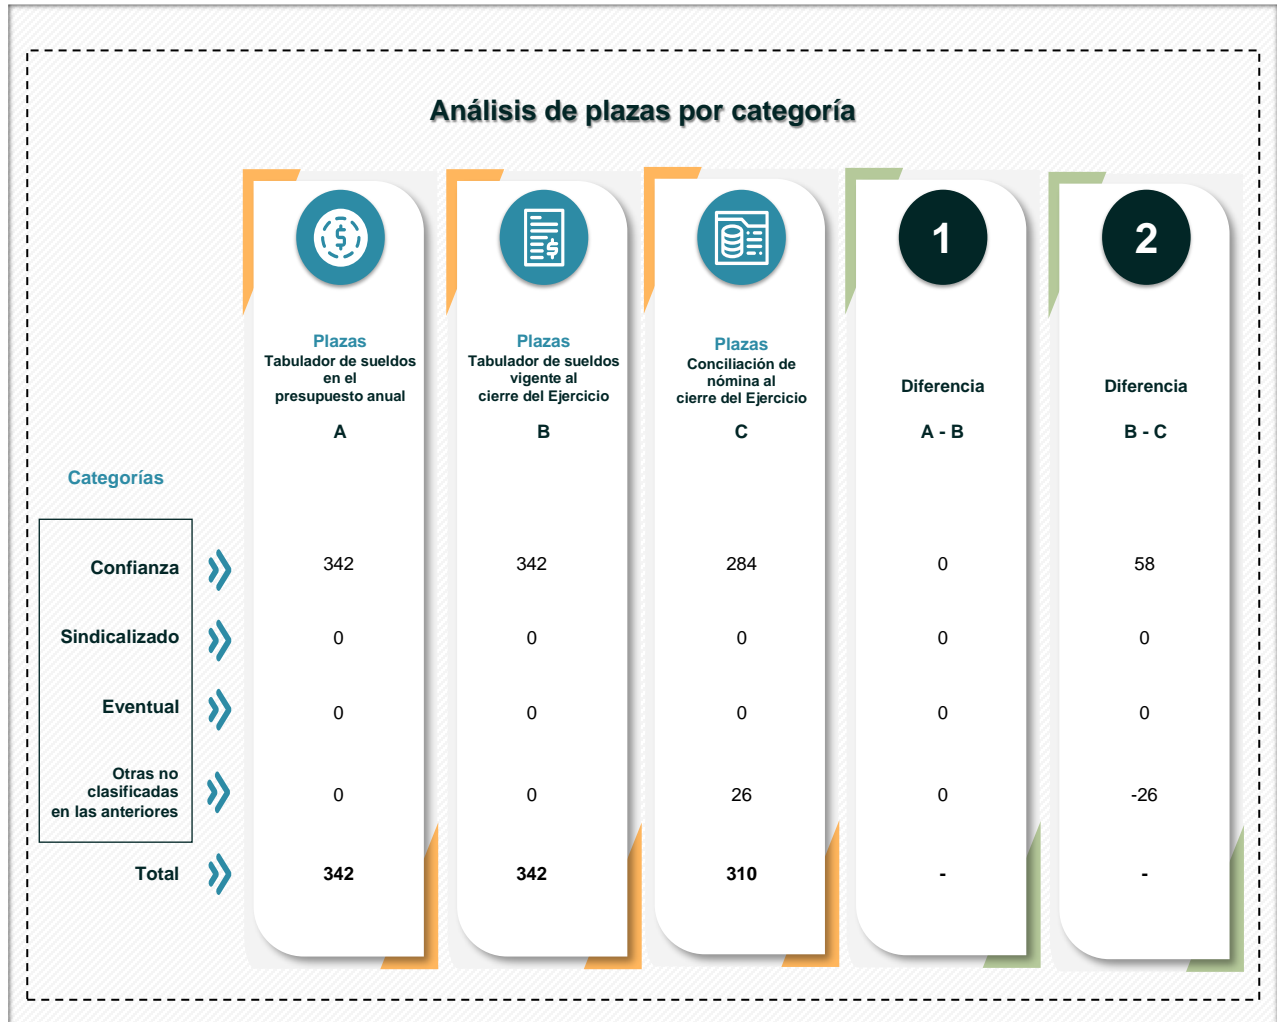 Análisis de plazas por categoría
1
2
Plazas
Tabulador de sueldos
en el
presupuesto anual
A
Plazas
Tabulador de sueldos
vigente al
cierre del Ejercicio
B
Plazas
Conciliación de
nómina al
cierre del Ejercicio
C
Diferencia
A - B
Diferencia
B - C
Categorías
Confianza 342 342 284 0 58
Sindicalizado 0 0 0 0 0
Eventual 0 0 0 0 0
Otras no
clasificadas
en las anteriores 0 0 26 0 -26
Total 342 342 310 - -